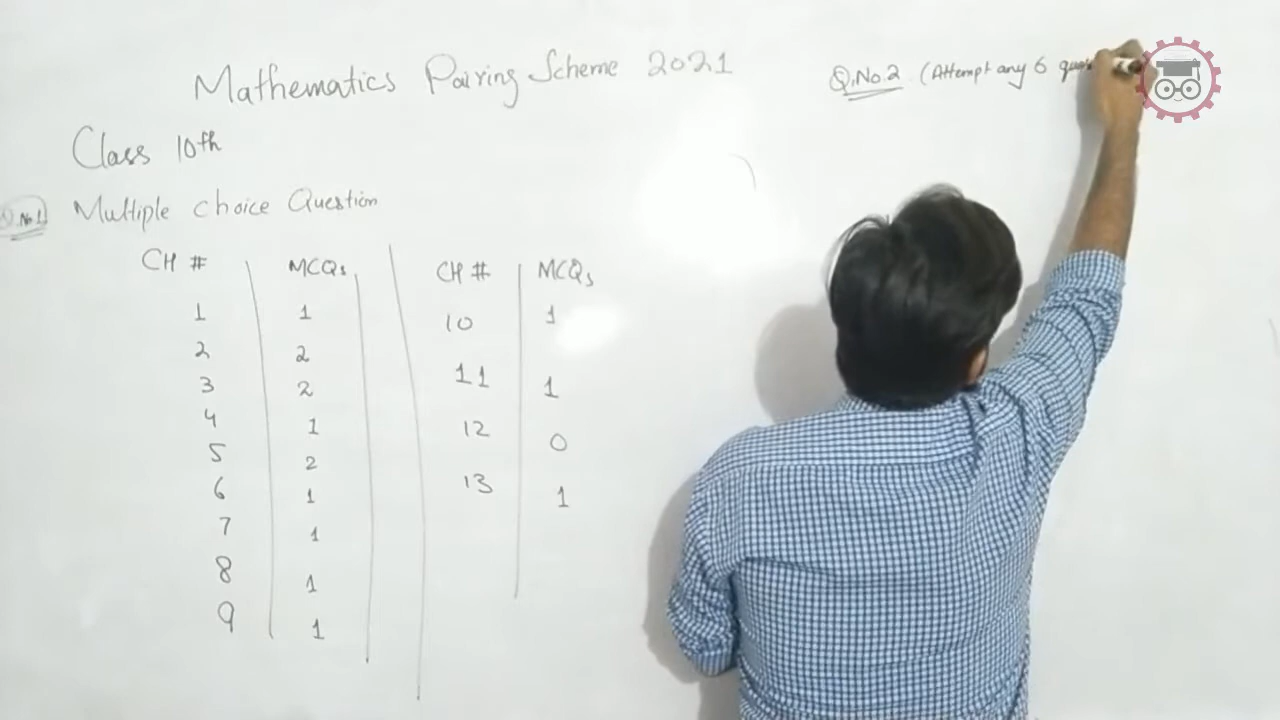 Mathematics Pairing Scheme 2021
Class 10th
Q.No 1 Multiple choice Question
CH # MCQs
1 1
2 2
3 2
4 1
5 2
6 1
7 1
8 1
9 1
CH # MCQs
10 1
11 1
12 0
13 1
Q.No.2 (Attempt any 6